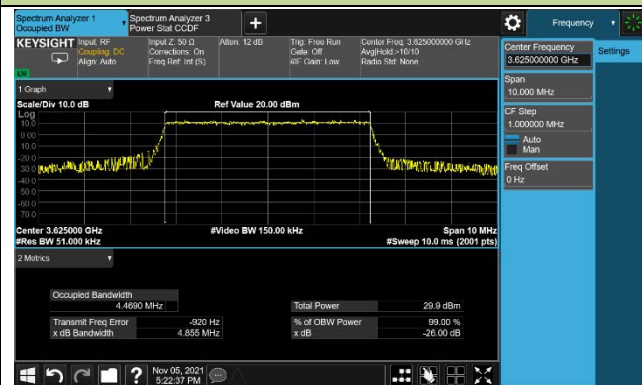 Spectrum Analyzer 1
Occupied BW
Spectrum Analyzer 3
Power Stat CCDF
Frequency
KEYSIGHT
Input: RF
Coupling: DC
Align: Auto
Input Z: 50 Ω
Corrections: On
Freq Ref: Int (S)
Atten: 12 dB
Trig: Free Run
Gate: Off
#IF Gain: Low
Center Freq: 3.625000000 GHz
Avg|Hold:>10/10
Radio Std: None
Center Frequency
3.625000000 GHz
Settings
Span
10.000 MHz
CF Step
1.000000 MHz
Auto
Man
Freq Offset
0 Hz
1 Graph
Scale/Div 10.0 dB
Ref Value 20.00 dBm
Log
10.0
0.00
-10.0
-20.0
-30.0
-40.0
-50.0
-60.0
-70.0
Center 3.625000 GHz
#Video BW 150.00 kHz
Span 10 MHz
#Res BW 51.000 kHz
#Sweep 10.0 ms (2001 pts)
2 Metrics
Occupied Bandwidth
4.4690 MHz
Total Power
29.9 dBm
Transmit Freq Error
-920 Hz
% of OBW Power
99.00 %
x dB Bandwidth
4.855 MHz
x dB
-26.00 dB
Nov 05, 2021
5:22:37 PM